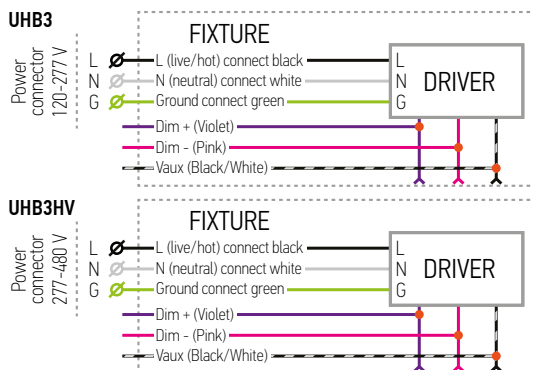 UHB3
FIXTURE
Power
connector
120-277 V
L
N
G
L (live/hot) connect black
N (neutral) connect white
Ground connect green
L
N
G
DRIVER
Dim + (Violet)
Dim - (Pink)
Vaux (Black/White)
UHB3HV
FIXTURE
Power
connector
277-480 V
L
N
G
L (live/hot) connect black
N (neutral) connect white
Ground connect green
L
N
G
DRIVER
Dim + (Violet)
Dim - (Pink)
Vaux (Black/White)